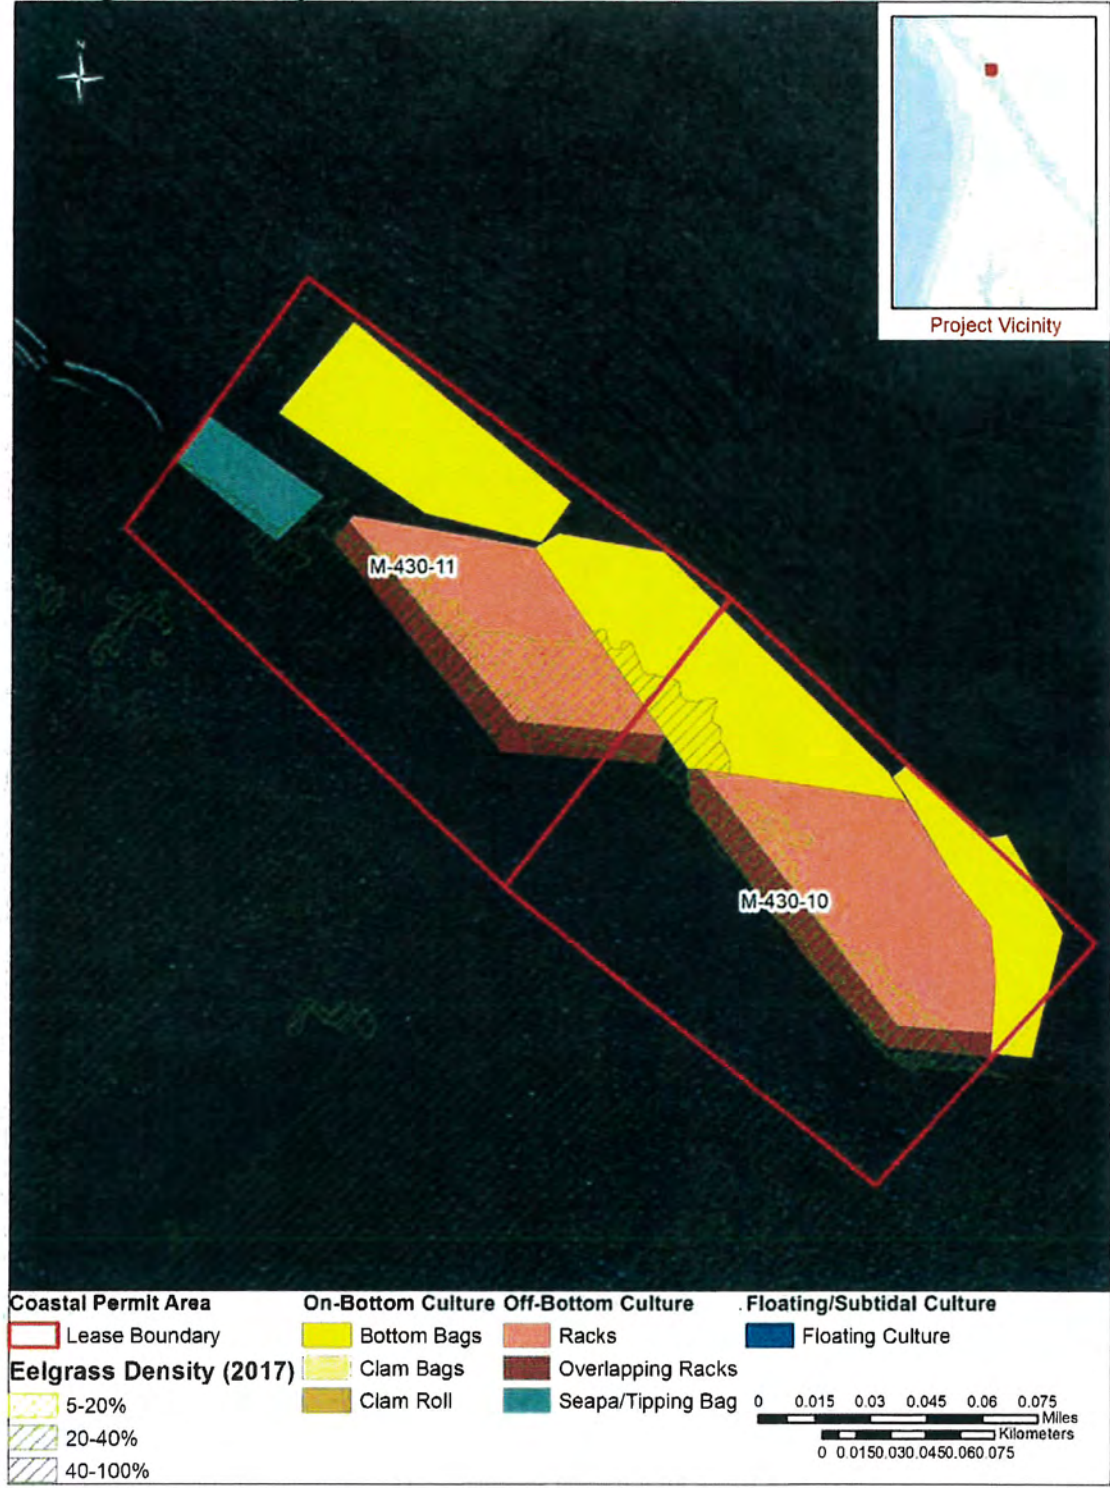 N
Project Vicinity
M-430-11
M-430-10
Coastal Permit Area
Lease Boundary
Eelgrass Density (2017)
5-20%
20-40%
40-100%
On-Bottom Culture
Bottom Bags
Clam Bags
Clam Roll
Off-Bottom Culture
Racks
Overlapping Racks
Seapa/Tipping Bag
Floating/Subtidal Culture
Floating Culture
0 0.015 0.03 0.045 0.06 0.075
Miles
Kilometers
0 0.0150.030.0450.060.075